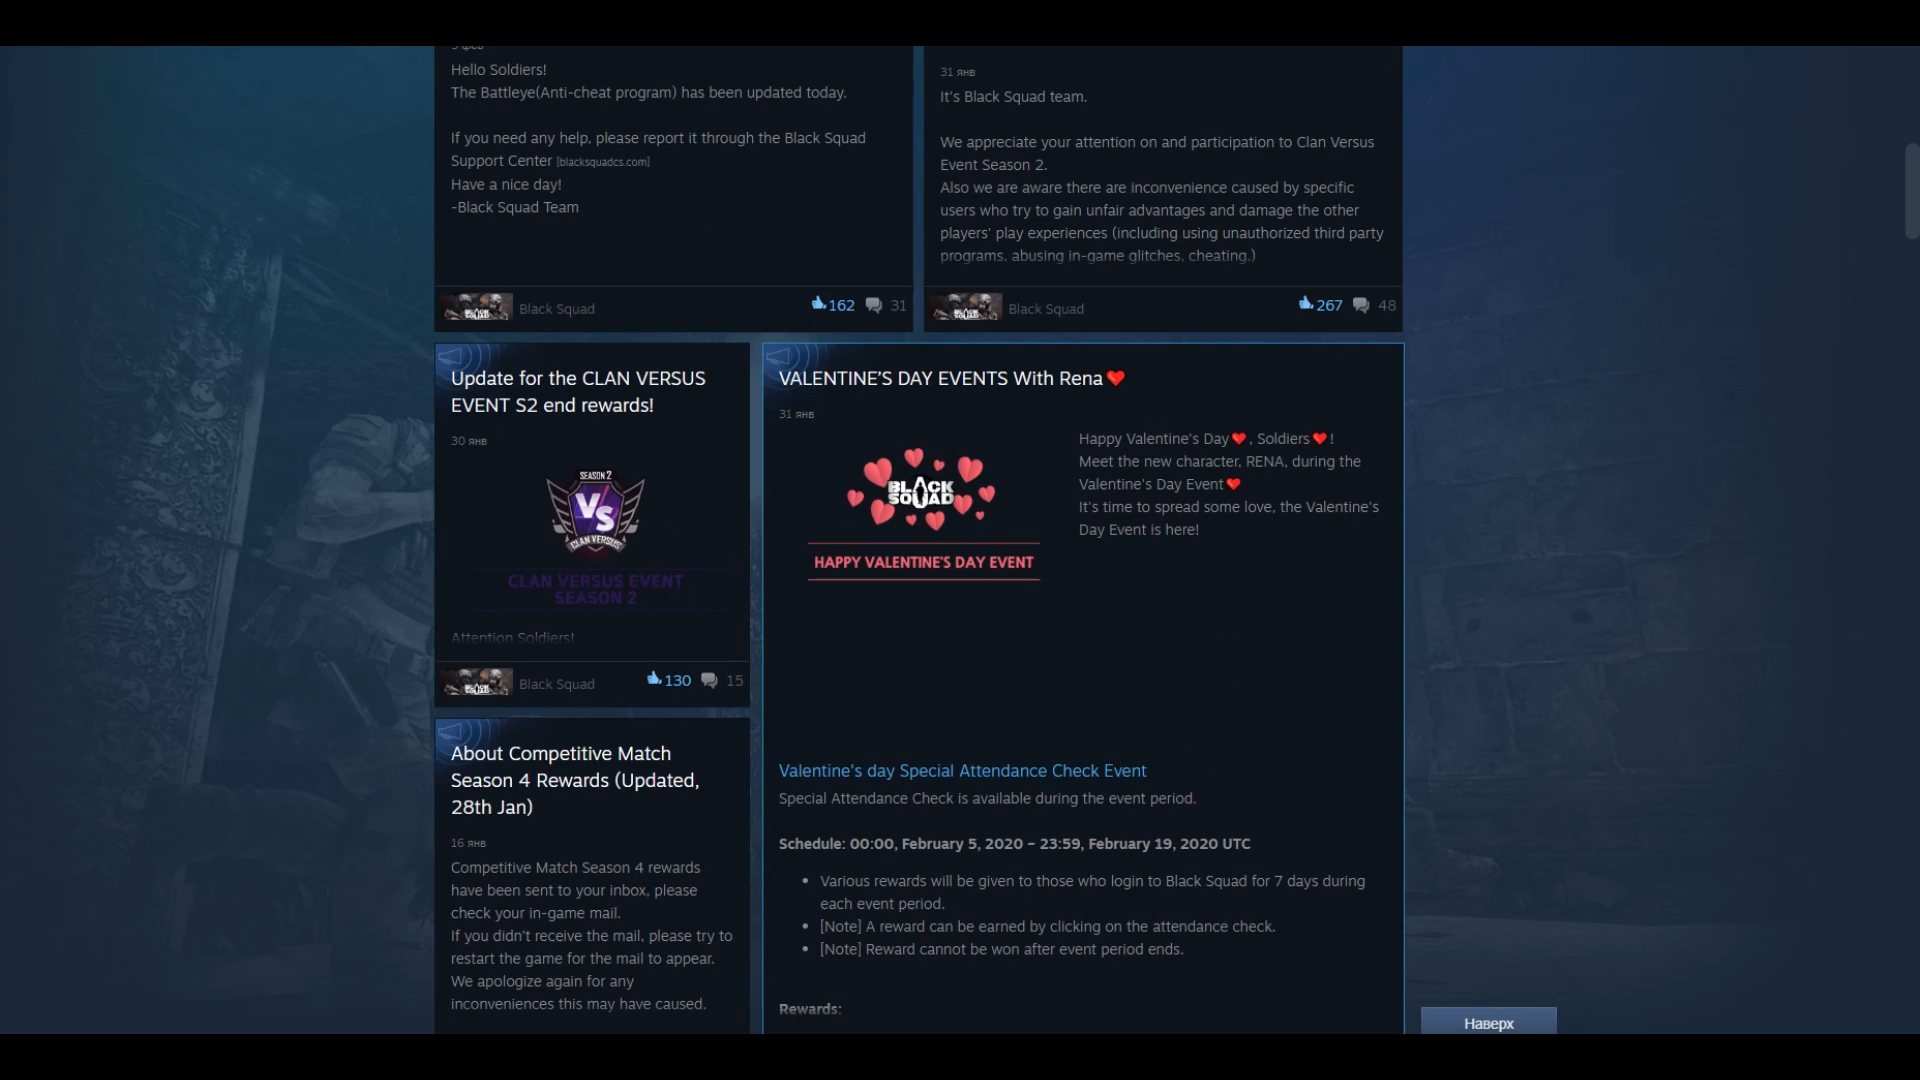 Hello Soldiers!
The Battleye(Anti-cheat program) has been updated today.
If you need any help, please report it through the Black Squad
Support Center [blacksquadcs.com]
Have a nice day!
-Black Squad Team
Black Squad
162
31
31 янв
It's Black Squad team.
We appreciate your attention on and participation to Clan Versus
Event Season 2.
Also we are aware there are inconvenience caused by specific
users who try to gain unfair advantages and damage the other
players' play experiences (including using unauthorized third party
programs, abusing in-game glitches, cheating.)
Black Squad
267
48
Update for the CLAN VERSUS
EVENT S2 end rewards!
30 янв
SEASON 2
VS
CLAN VERSUS
CLAN VERSUS EVENT
SEASON 2
Attention Soldiers!
Black Squad
130
15
VALENTINE'S DAY EVENTS With Rena❤
31 янв
BLACK
SQUAD
HAPPY VALENTINE'S DAY EVENT
Happy Valentine's Day❤, Soldiers❤!
Meet the new character, RENA, during the
Valentine's Day Event❤
It's time to spread some love, the Valentine's
Day Event is here!
Valentine's day Special Attendance Check Event
Special Attendance Check is available during the event period.
Schedule: 00:00, February 5, 2020 – 23:59, February 19, 2020 UTC
• Various rewards will be given to those who login to Black Squad for 7 days during
each event period.
• [Note] A reward can be earned by clicking on the attendance check.
• [Note] Reward cannot be won after event period ends.
Rewards:
About Competitive Match
Season 4 Rewards (Updated,
28th Jan)
16 янв
Competitive Match Season 4 rewards
have been sent to your inbox, please
check your in-game mail.
If you didn't receive the mail, please try to
restart the game for the mail to appear.
We apologize again for any
inconveniences this may have caused.
Наверх